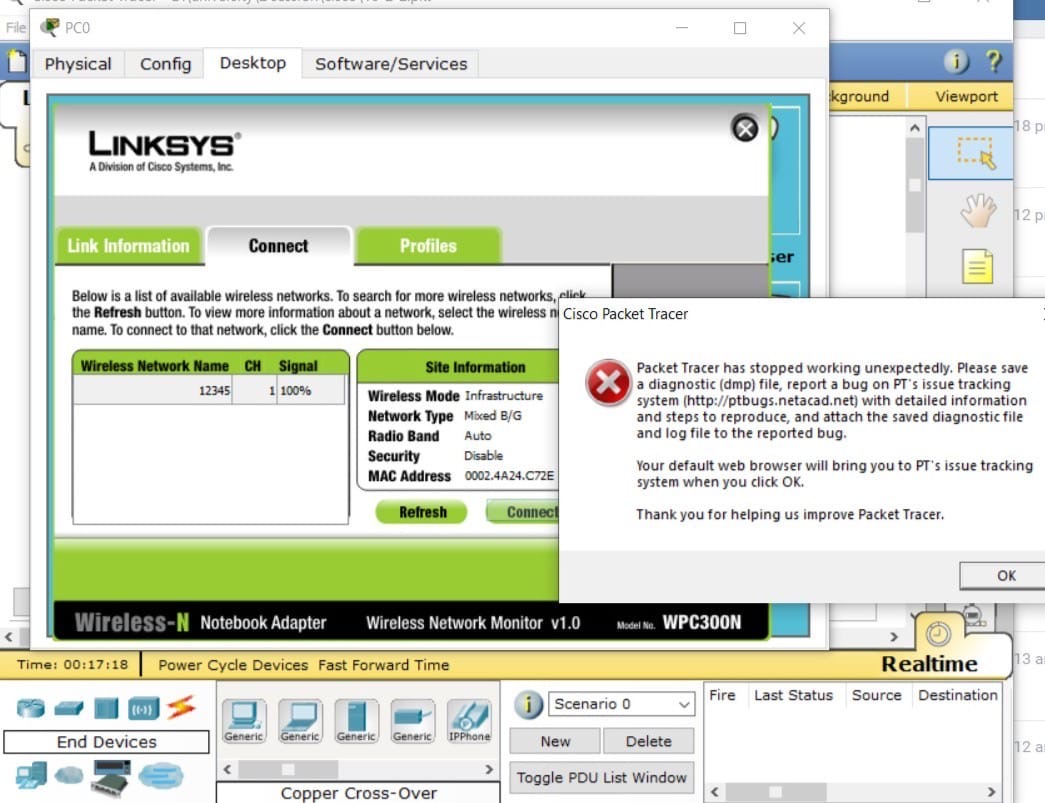 PC0
File
Physical
Config
Desktop
Software/Services
kground
Viewport
LINKSYS®
A Division of Cisco Systems, Inc.
18 p
12 p
Link Information
Connect
Profiles
ser
Below is a list of available wireless networks. To search for more wireless networks, click
the Refresh button. To view more information about a network, select the wireless n
name. To connect to that network, click the Connect button below.
Wireless Network Name CH Signal
12345 1 100%
Site Information
Wireless Mode Infrastructure
Network Type Mixed B/G
Radio Band Auto
Security Disable
MAC Address 0002.4A24.C72E
Refresh
Connect
Cisco Packet Tracer
Packet Tracer has stopped working unexpectedly. Please save
a diagnostic (dmp) file, report a bug on PT`s issue tracking
system (http://ptbugs.netacad.net) with detailed information
and steps to reproduce, and attach the saved diagnostic file
and log file to the reported bug.
Your default web browser will bring you to PT`s issue tracking
system when you click OK.
Thank you for helping us improve Packet Tracer.
OK
Wireless-N Notebook Adapter Wireless Network Monitor v1.0 Model No. WPC300N
Time: 00:17:18 Power Cycle Devices Fast Forward Time
Realtime
13 a
12 a
End Devices
Generic
Generic
Generic
Generic
IPPhone
Copper Cross-Over
Scenario 0
New
Delete
Toggle PDU List Window
Fire Last Status Source Destination